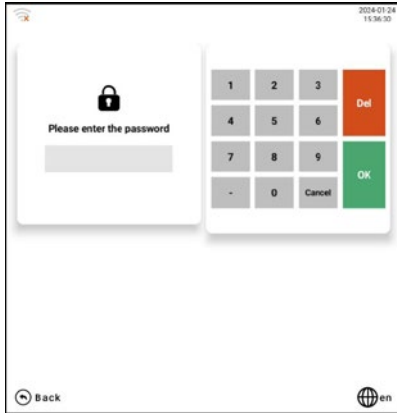 2024-01-24
15:36:30
Please enter the password
1 2 3 Del
4 5 6
7 8 9 OK
- 0 Cancel
Back
en